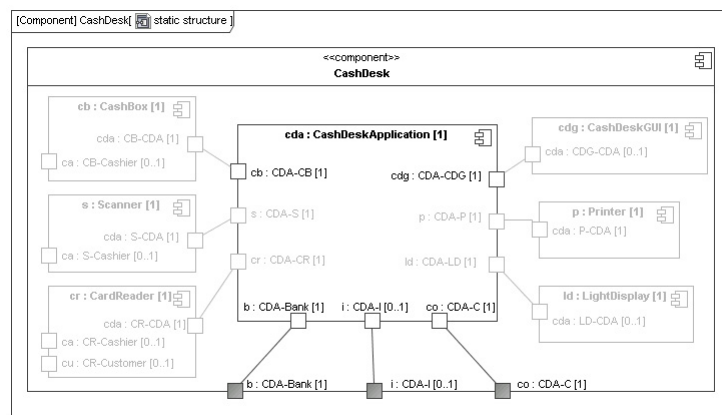 [Component] CashDesk[ static structure ]
<<component>>
CashDesk
cb : CashBox [1]
cda : CB-CDA [1]
ca : CB-Cashier [0..1]
cda : CashDeskApplication [1]
cdg : CashDeskGUI [1]
cda : CDG-CDA [0..1]
cb : CDA-CB [1]
cdg : CDA-CDG [1]
s : Scanner [1]
cda : S-CDA [1]
ca : S-Cashier [0..1]
s : CDA-S [1]
p : CDA-P [1]
p : Printer [1]
cda : P-CDA [1]
cr : CDA-CR [1]
ld : CDA-LD [1]
cr : CardReader [1]
cda : CR-CDA [1]
ca : CR-Cashier [0..1]
cu : CR-Customer [0..1]
b : CDA-Bank [1]
i : CDA-I [0..1]
co : CDA-C [1]
ld : LightDisplay [1]
cda : LD-CDA [0..1]
b : CDA-Bank [1]
i : CDA-I [0..1]
co : CDA-C [1]